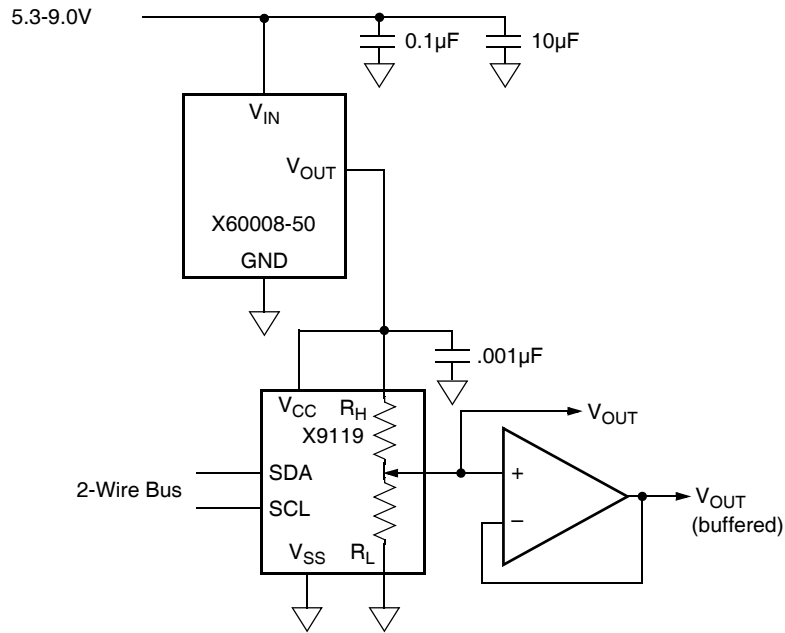 5.3-9.0V
0.1µF
10µF
VIN
VOUT
X60008-50
GND
.001µF
VCC
RH
X9119
VOUT
2-Wire Bus
SDA
+
SCL
–
VOUT
(buffered)
VSS
RL